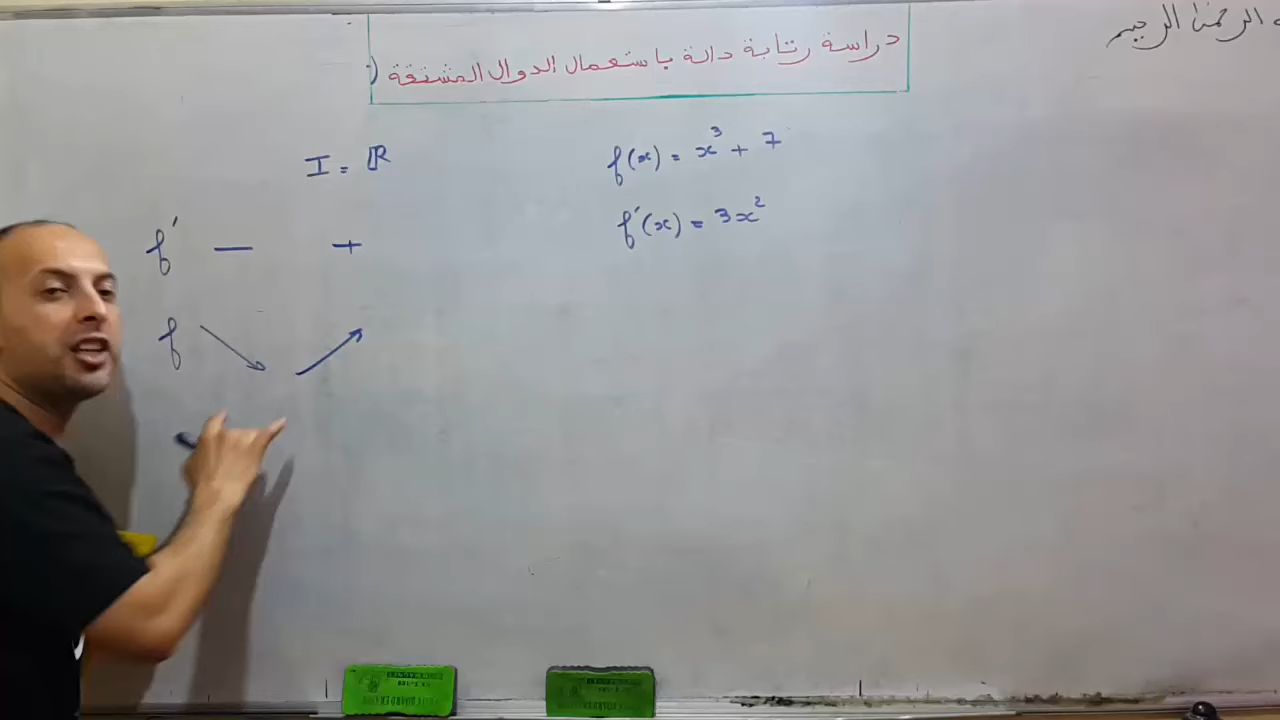 الرحمن الرحيم
دراسة رتابة دالة باستعمال الدوال المشتقة (:
I = ℝ
f(x) = x³ + 7
f'(x) = 3x²
f' − +
f ↘ ↗